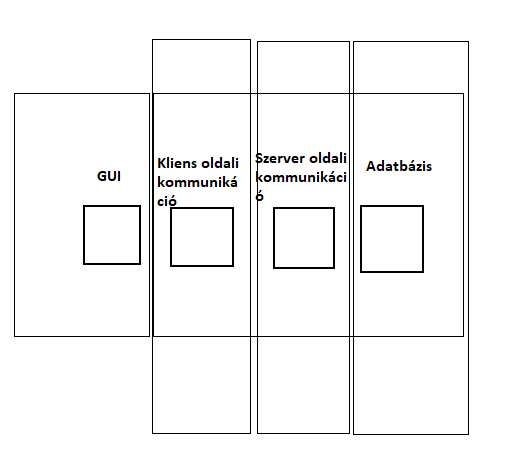 GUI
Kliens oldali
kommuniká
ció
Szerver oldali
kommunikáci
ó
Adatbázis